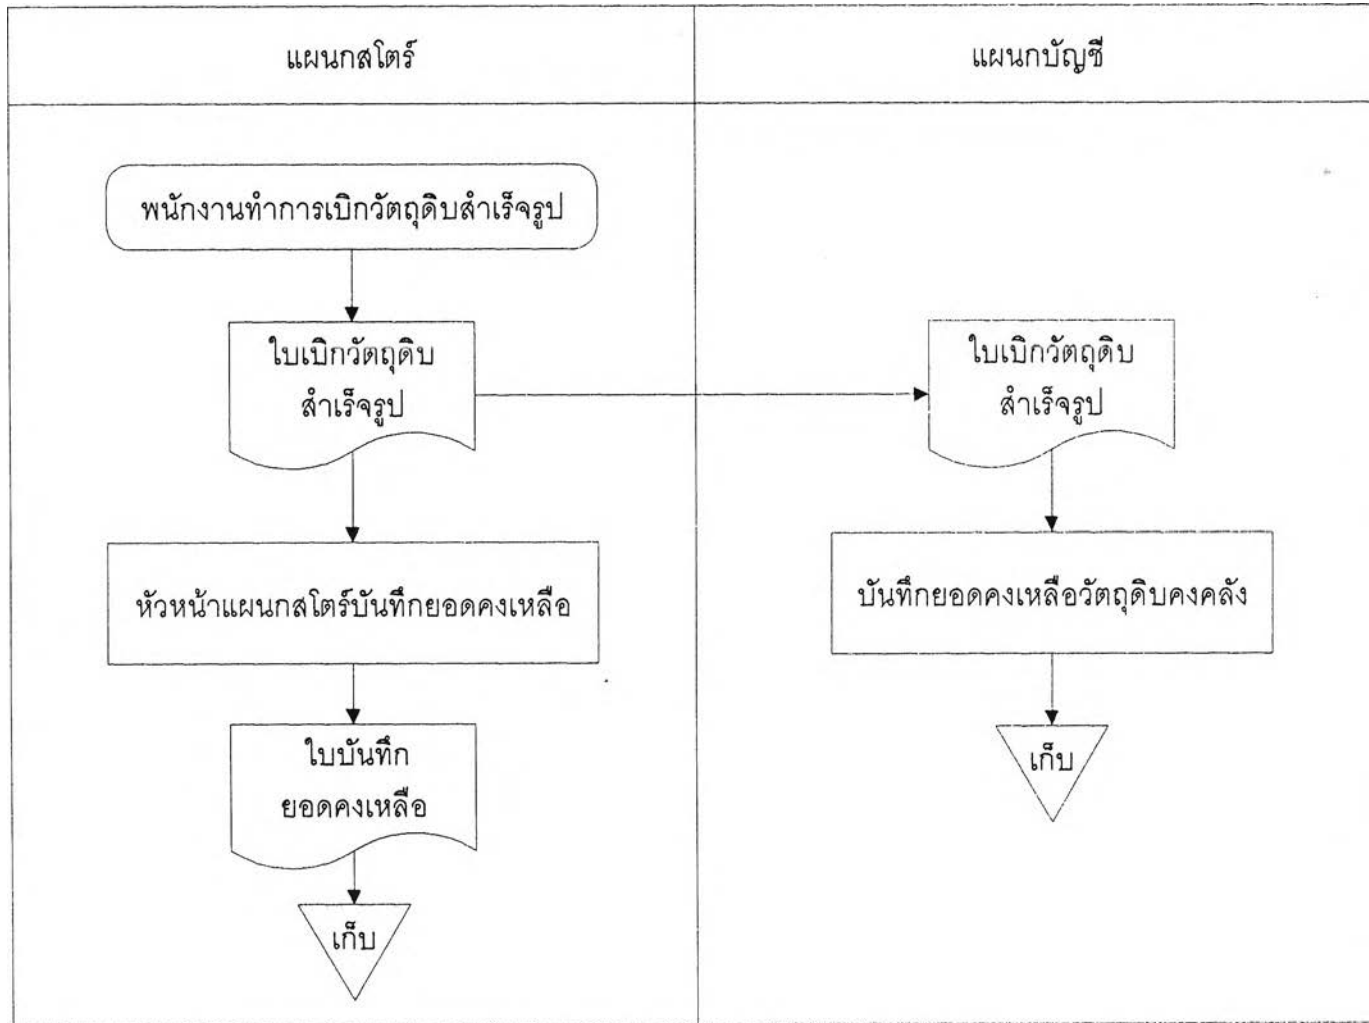 แผนกสโตร์
แผนกบัญชี
พนักงานทำการเบิกวัตถุดิบสำเร็จรูป
ใบเบิกวัตถุดิบ
สำเร็จรูป
ใบเบิกวัตถุดิบ
สำเร็จรูป
หัวหน้าแผนกสโตร์บันทึกยอดคงเหลือ
บันทึกยอดคงเหลือวัตถุดิบคงคลัง
ใบบันทึก
ยอดคงเหลือ
เก็บ
เก็บ